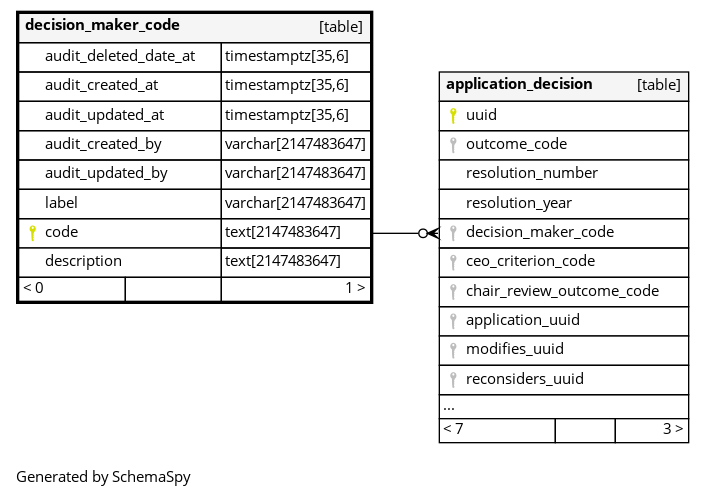 decision_maker_code [table]
audit_deleted_date_at timestamptz[35,6]
audit_created_at timestamptz[35,6]
audit_updated_at timestamptz[35,6]
audit_created_by varchar[2147483647]
audit_updated_by varchar[2147483647]
label varchar[2147483647]
code text[2147483647]
description text[2147483647]
< 0 1 >
application_decision [table]
uuid
outcome_code
resolution_number
resolution_year
decision_maker_code
ceo_criterion_code
chair_review_outcome_code
application_uuid
modifies_uuid
reconsiders_uuid
...
< 7 3 >
Generated by SchemaSpy